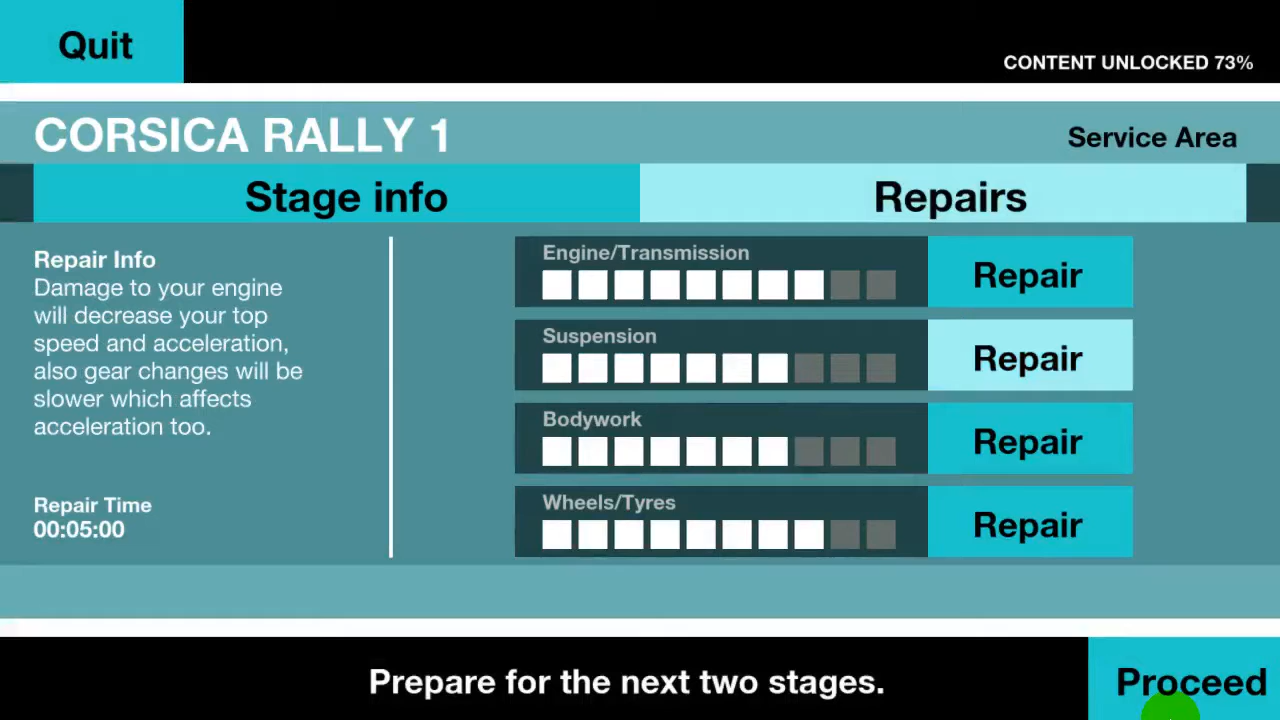 Quit
CONTENT UNLOCKED 73%
CORSICA RALLY 1
Service Area
Stage info
Repairs
Repair Info
Damage to your engine
will decrease your top
speed and acceleration,
also gear changes will be
slower which affects
acceleration too.
Repair Time
00:05:00
Engine/Transmission
Repair
Suspension
Repair
Bodywork
Repair
Wheels/Tyres
Repair
Prepare for the next two stages.
Proceed